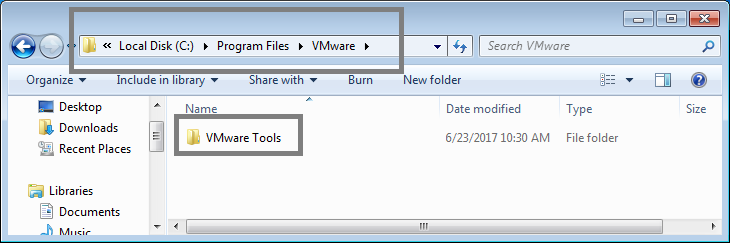 « Local Disk (C:) ▸ Program Files ▸ VMware ▸ Search VMware
Organize ▾ Include in library ▾ Share with ▾ Burn New folder
Desktop
Downloads
Recent Places
Libraries
Documents
Music
Name Date modified Type Size
VMware Tools 6/23/2017 10:30 AM File folder